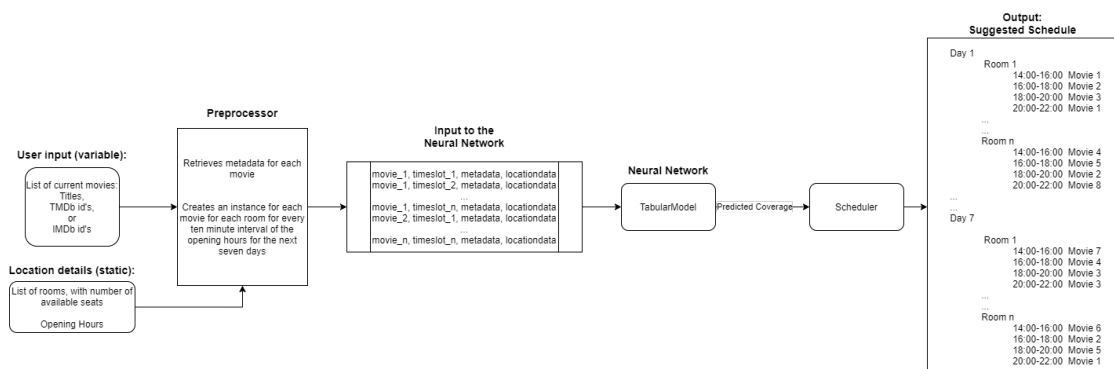 User input (variable):
List of current movies:
Titles,
TMDb id's,
or
IMDb id's
Location details (static):
List of rooms, with number of
available seats
Opening Hours
Preprocessor
Retrieves metadata for each
movie
Creates an instance for each
movie for each room for every
ten minute interval of the
opening hours for the next
seven days
Input to the
Neural Network
movie_1, timeslot_1, metadata, locationdata
movie_1, timeslot_2, metadata, locationdata
...
movie_1, timeslot_n, metadata, locationdata
movie_2, timeslot_1, metadata, locationdata
...
movie_n, timeslot_n, metadata, locationdata
Neural Network
TabularModel
Predicted Coverage
Scheduler
Output:
Suggested Schedule
Day 1
Room 1
14:00-16:00 Movie 1
16:00-18:00 Movie 2
18:00-20:00 Movie 3
20:00-22:00 Movie 1
...
...
Room n
14:00-16:00 Movie 4
16:00-18:00 Movie 5
18:00-20:00 Movie 2
20:00-22:00 Movie 8
...
...
Day 7
Room 1
14:00-16:00 Movie 7
16:00-18:00 Movie 4
18:00-20:00 Movie 3
20:00-22:00 Movie 3
...
...
Room n
14:00-16:00 Movie 6
16:00-18:00 Movie 2
18:00-20:00 Movie 5
20:00-22:00 Movie 1